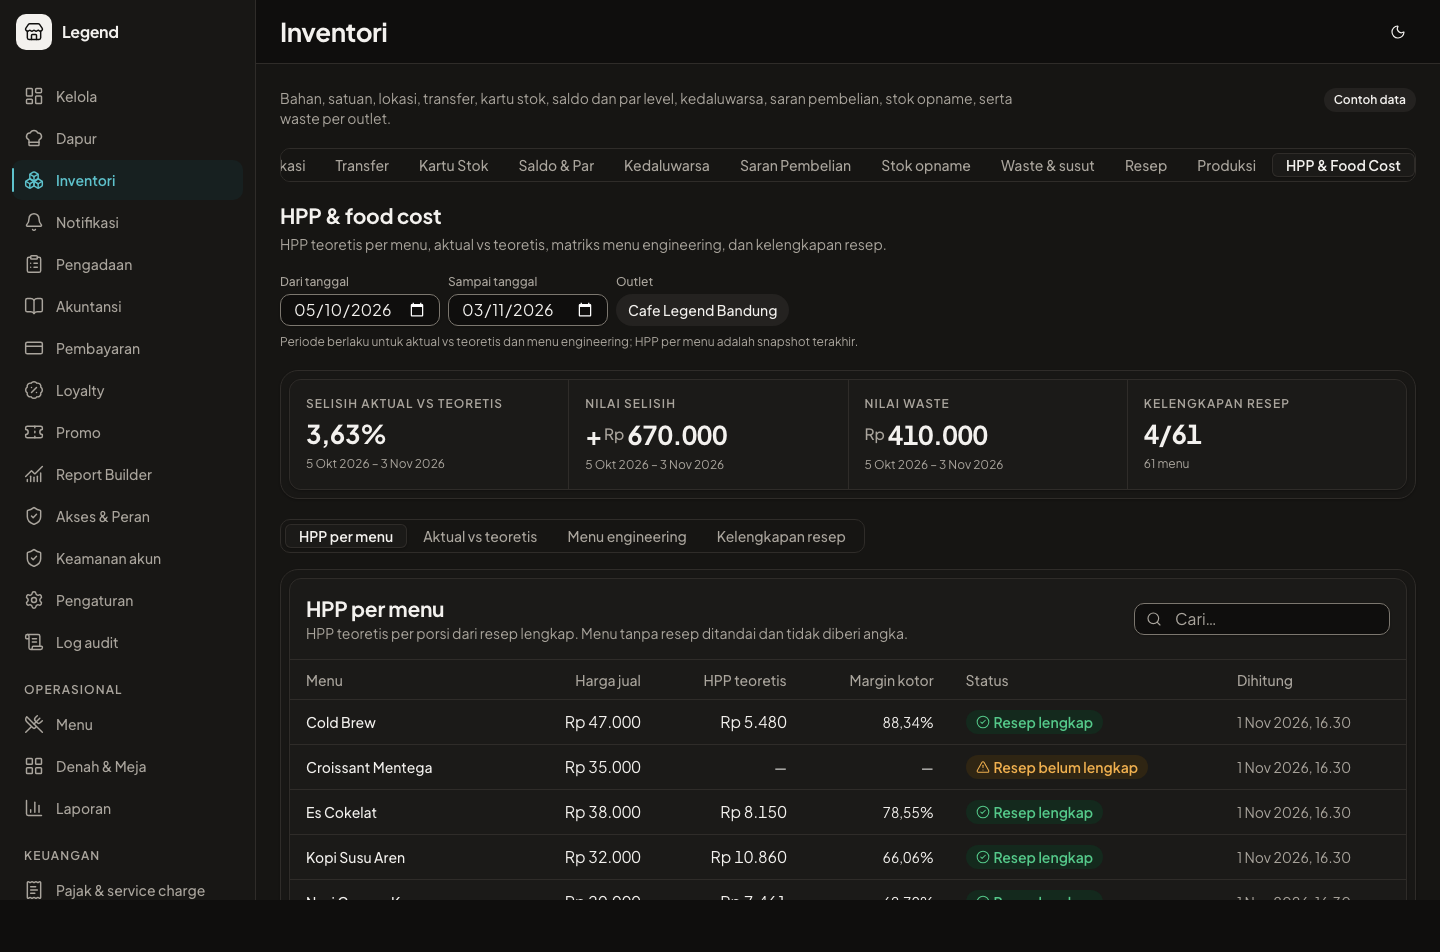 Legend
Kelola
Dapur
Inventori
Notifikasi
Pengadaan
Akuntansi
Pembayaran
Loyalty
Promo
Report Builder
Akses & Peran
Keamanan akun
Pengaturan
Log audit
OPERASIONAL
Menu
Denah & Meja
Laporan
KEUANGAN
Pajak & service charge
Inventori
Bahan, satuan, lokasi, transfer, kartu stok, saldo dan par level, kedaluwarsa, saran pembelian, stok opname, serta
waste per outlet.
Contoh data
kasi Transfer Kartu Stok Saldo & Par Kedaluwarsa Saran Pembelian Stok opname Waste & susut Resep Produksi HPP & Food Cost
HPP & food cost
HPP teoretis per menu, aktual vs teoretis, matriks menu engineering, dan kelengkapan resep.
Dari tanggal Sampai tanggal Outlet
05/10/2026 03/11/2026 Cafe Legend Bandung
Periode berlaku untuk aktual vs teoretis dan menu engineering; HPP per menu adalah snapshot terakhir.
SELISIH AKTUAL VS TEORETIS
3,63%
5 Okt 2026 – 3 Nov 2026
NILAI SELISIH
+Rp 670.000
5 Okt 2026 – 3 Nov 2026
NILAI WASTE
Rp 410.000
5 Okt 2026 – 3 Nov 2026
KELENGKAPAN RESEP
4/61
61 menu
HPP per menu Aktual vs teoretis Menu engineering Kelengkapan resep
HPP per menu
HPP teoretis per porsi dari resep lengkap. Menu tanpa resep ditandai dan tidak diberi angka.
Cari...
Menu Harga jual HPP teoretis Margin kotor Status Dihitung
Cold Brew Rp 47.000 Rp 5.480 88,34% Resep lengkap 1 Nov 2026, 16.30
Croissant Mentega Rp 35.000 — — Resep belum lengkap 1 Nov 2026, 16.30
Es Cokelat Rp 38.000 Rp 8.150 78,55% Resep lengkap 1 Nov 2026, 16.30
Kopi Susu Aren Rp 32.000 Rp 10.860 66,06% Resep lengkap 1 Nov 2026, 16.30